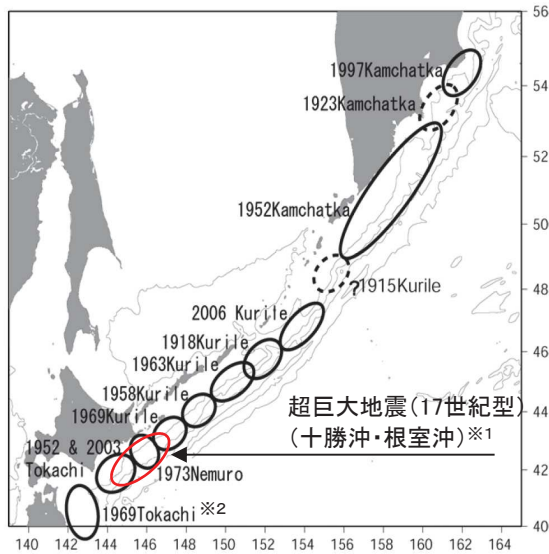 56
54
52
50
48
46
44
42
40
1997Kamchatka
1923Kamchatka
1952Kamchatka
?1915Kurile
2006 Kurile
1918Kurile
1963Kurile
1958Kurile
1969Kurile
超巨大地震(17世紀型)
(十勝沖・根室沖)※1
1952 & 2003
Tokachi
1973Nemuro
1969Tokachi ※2
140 142 144 146 148 150 152 154 156 158 160 162 164